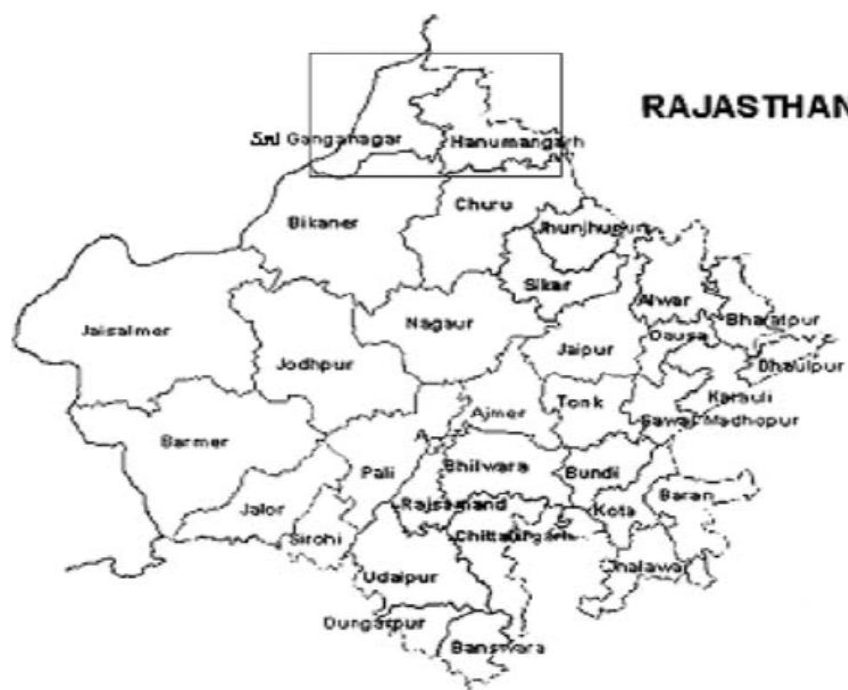 RAJASTHAN
Sri Ganganagar
Hanumangarh
Churu
Bikaner
Jhunjhunun
Sikar
Alwar
Bharatpur
Nagaur
Jaisalmer
Dausa
Jaipur
Dhaulpur
Jodhpur
Karauli
Tonk
Ajmer
Sawai Madhopur
Barmer
A
Pali
Bhilwara
Bundi
Baran
Rajsamand
Jalor
Kota
Sirohi
Chittaurgarh
Jhalawar
Udaipur
Dungarpur
Banswara